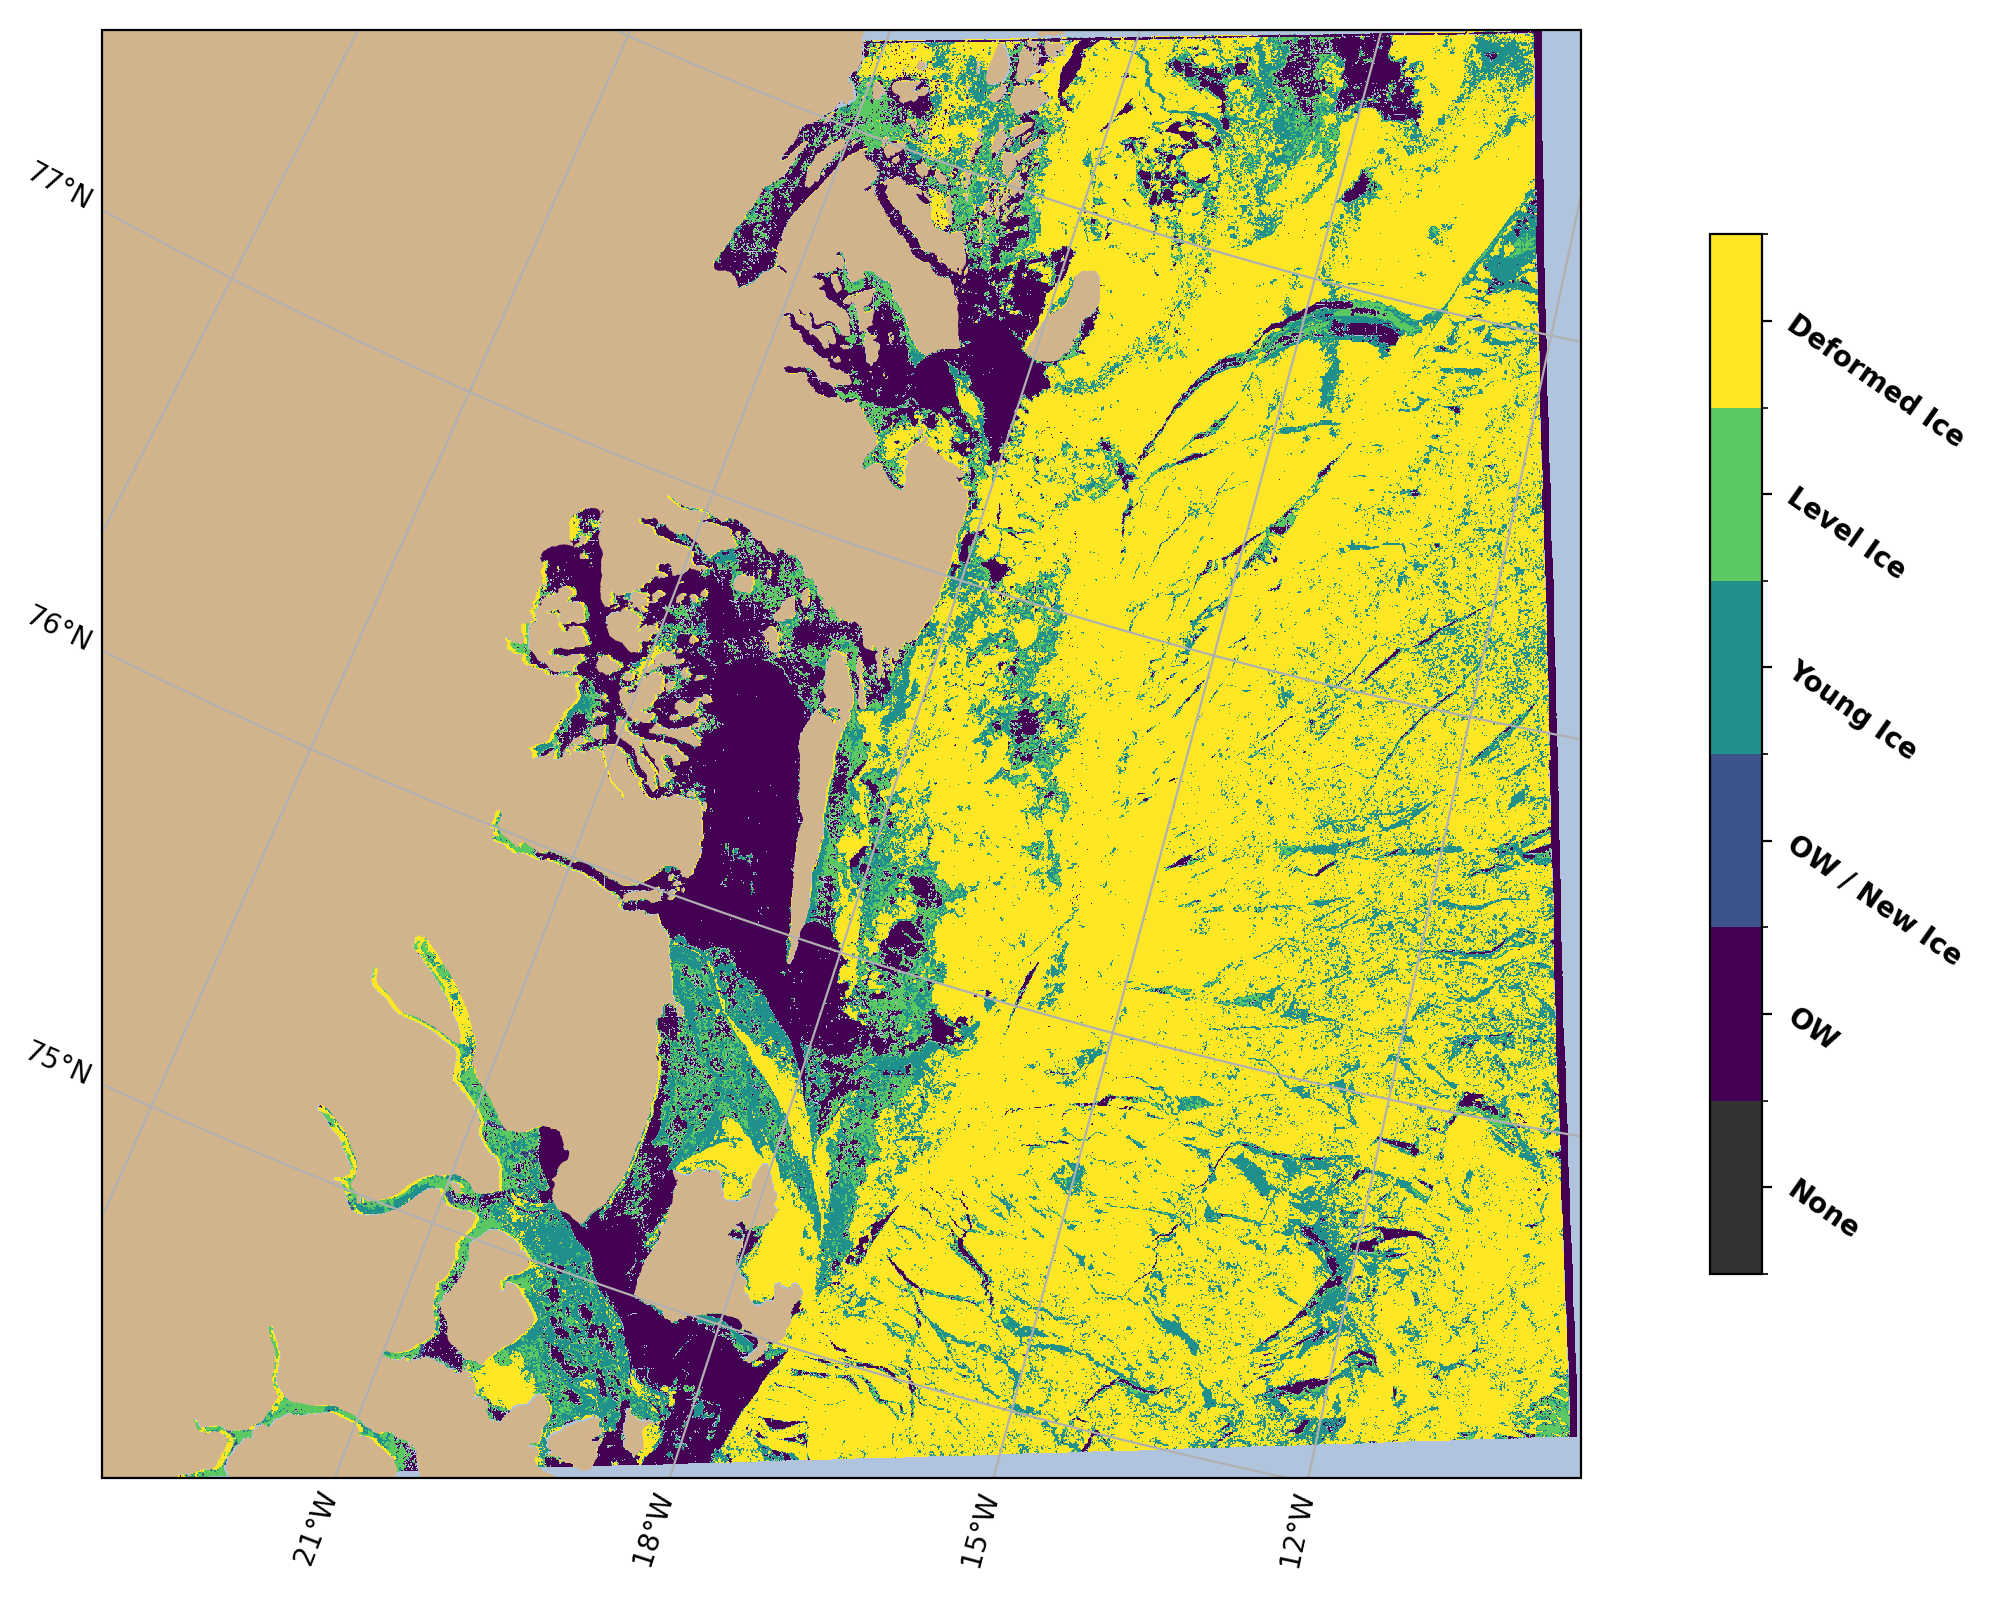 77°N
76°N
75°N
21°W
18°W
15°W
12°W
Deformed Ice
Level Ice
Young Ice
OW / New Ice
OW
None